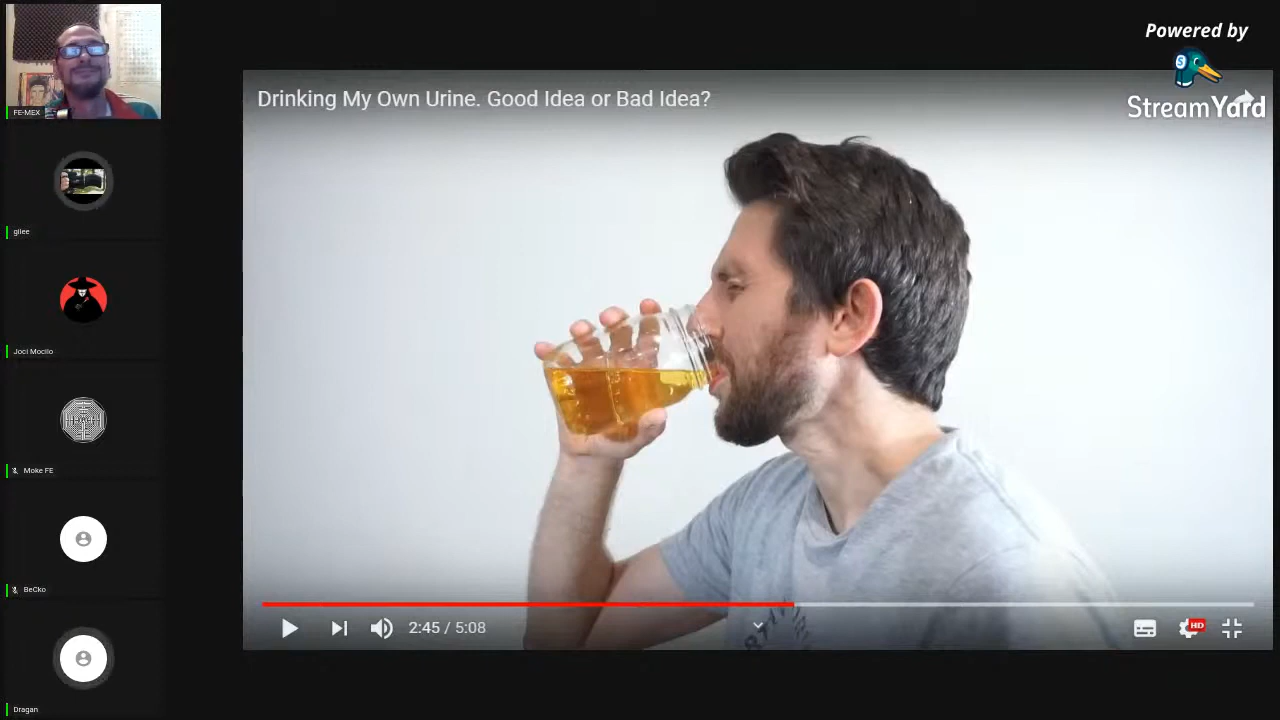 Powered by
StreamYard
Drinking My Own Urine. Good Idea or Bad Idea?
FE-MEX
gilee
Joci Mocilo
Moke FE
BeCko
Dragan
2:45 / 5:08
HD